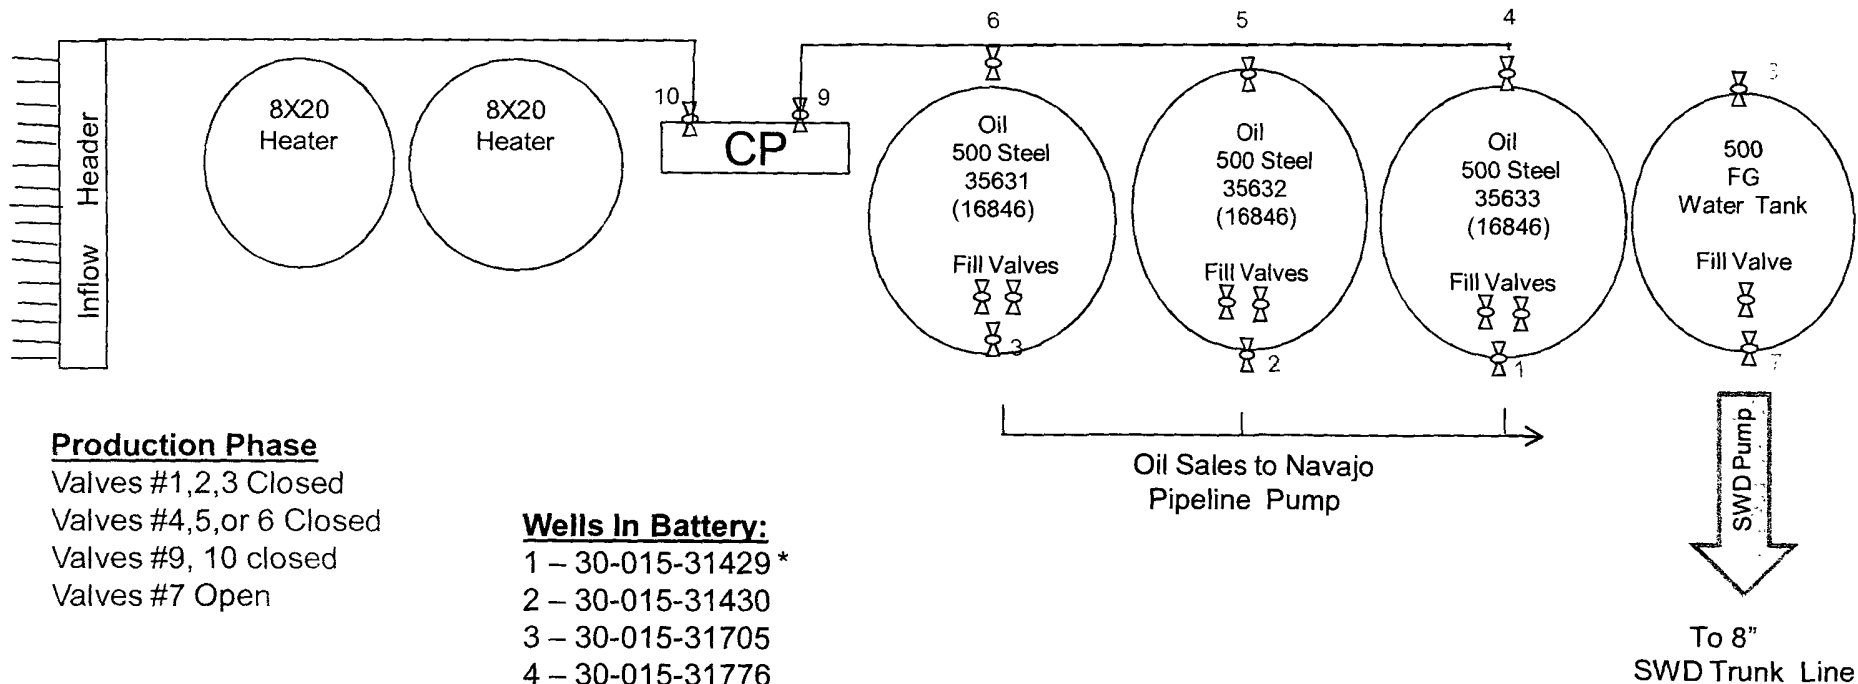 6
5
4
10
9
Inflow Header
8X20
Heater
8X20
Heater
CP
Oil
500 Steel
35631
(16846)
Fill Valves
3
Oil
500 Steel
35632
(16846)
Fill Valves
2
Oil
500 Steel
35633
(16846)
Fill Valves
1
500
FG
Water Tank
Fill Valve
7
Oil Sales to Navajo
Pipeline Pump
SWD Pump
To 8”
SWD Trunk Line
Production Phase
Valves #1,2,3 Closed
Valves #4,5,or 6 Closed
Valves #9, 10 closed
Valves #7 Open
Wells In Battery:
1 – 30-015-31429 *
2 – 30-015-31430
3 – 30-015-31705
4 – 30-015-31776